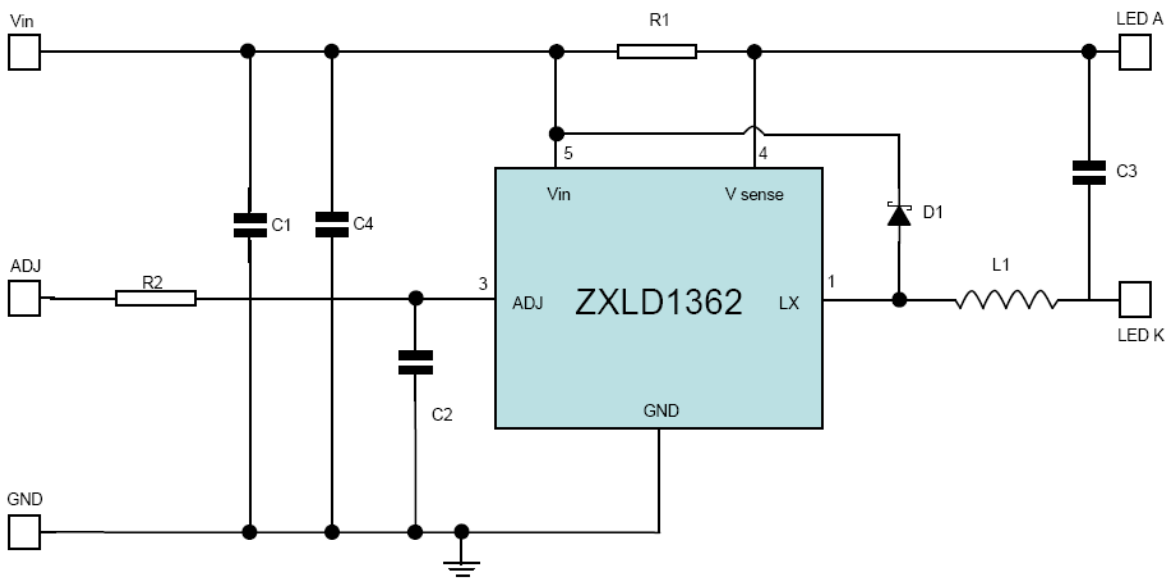 Vin
R1
LED A
5
4
Vin
V sense
C3
C1
C4
D1
ADJ
R2
3
ADJ
ZXLD1362
LX
1
L1
LED K
C2
GND
GND